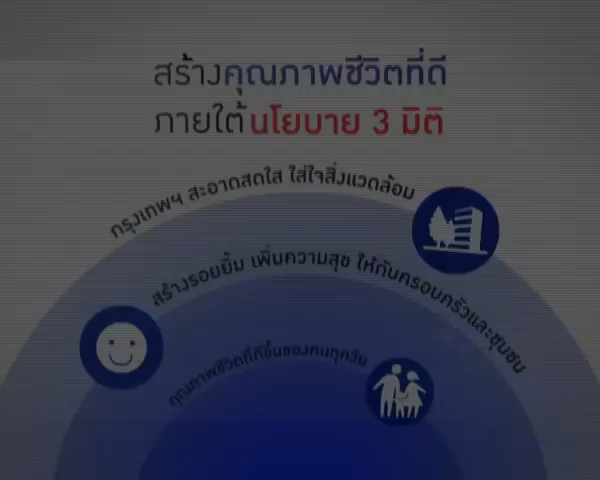 สร้างคุณภาพชีวิตที่ดี
ภายใต้นโยบาย 3 มิติ
กรุงเทพฯ สะอาดสดใส ใส่ใจสิ่งแวดล้อม
สร้างรอยยิ้ม เพิ่มความสุข ให้กับครอบครัวและชุมชน
คุณภาพชีวิตที่ดีขึ้นของคนทุกวัย